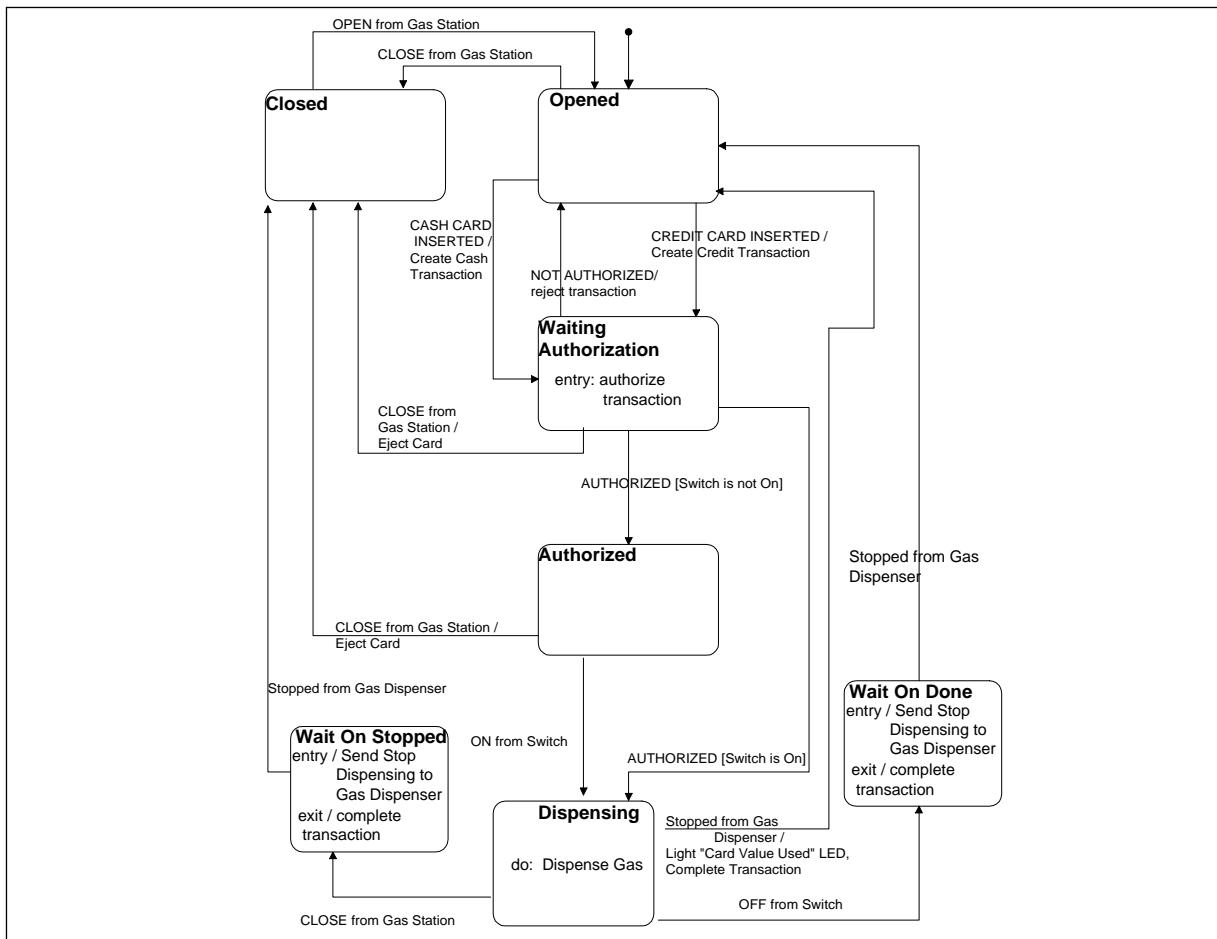 OPEN from Gas Station
CLOSE from Gas Station
Closed
Opened
CASH CARD
INSERTED /
Create Cash
Transaction
CREDIT CARD INSERTED /
Create Credit Transaction
NOT AUTHORIZED/
reject transaction
Waiting
Authorization
entry: authorize
transaction
CLOSE from
Gas Station /
Eject Card
AUTHORIZED [Switch is not On]
Authorized
Stopped from Gas
Dispenser
CLOSE from Gas Station /
Eject Card
Stopped from Gas Dispenser
Wait On Done
entry / Send Stop
Dispensing to
Gas Dispenser
exit / complete
transaction
Wait On Stopped
entry / Send Stop
Dispensing to
Gas Dispenser
exit / complete
transaction
ON from Switch
AUTHORIZED [Switch is On]
Dispensing
do: Dispense Gas
Stopped from Gas
Dispenser /
Light "Card Value Used" LED,
Complete Transaction
OFF from Switch
CLOSE from Gas Station